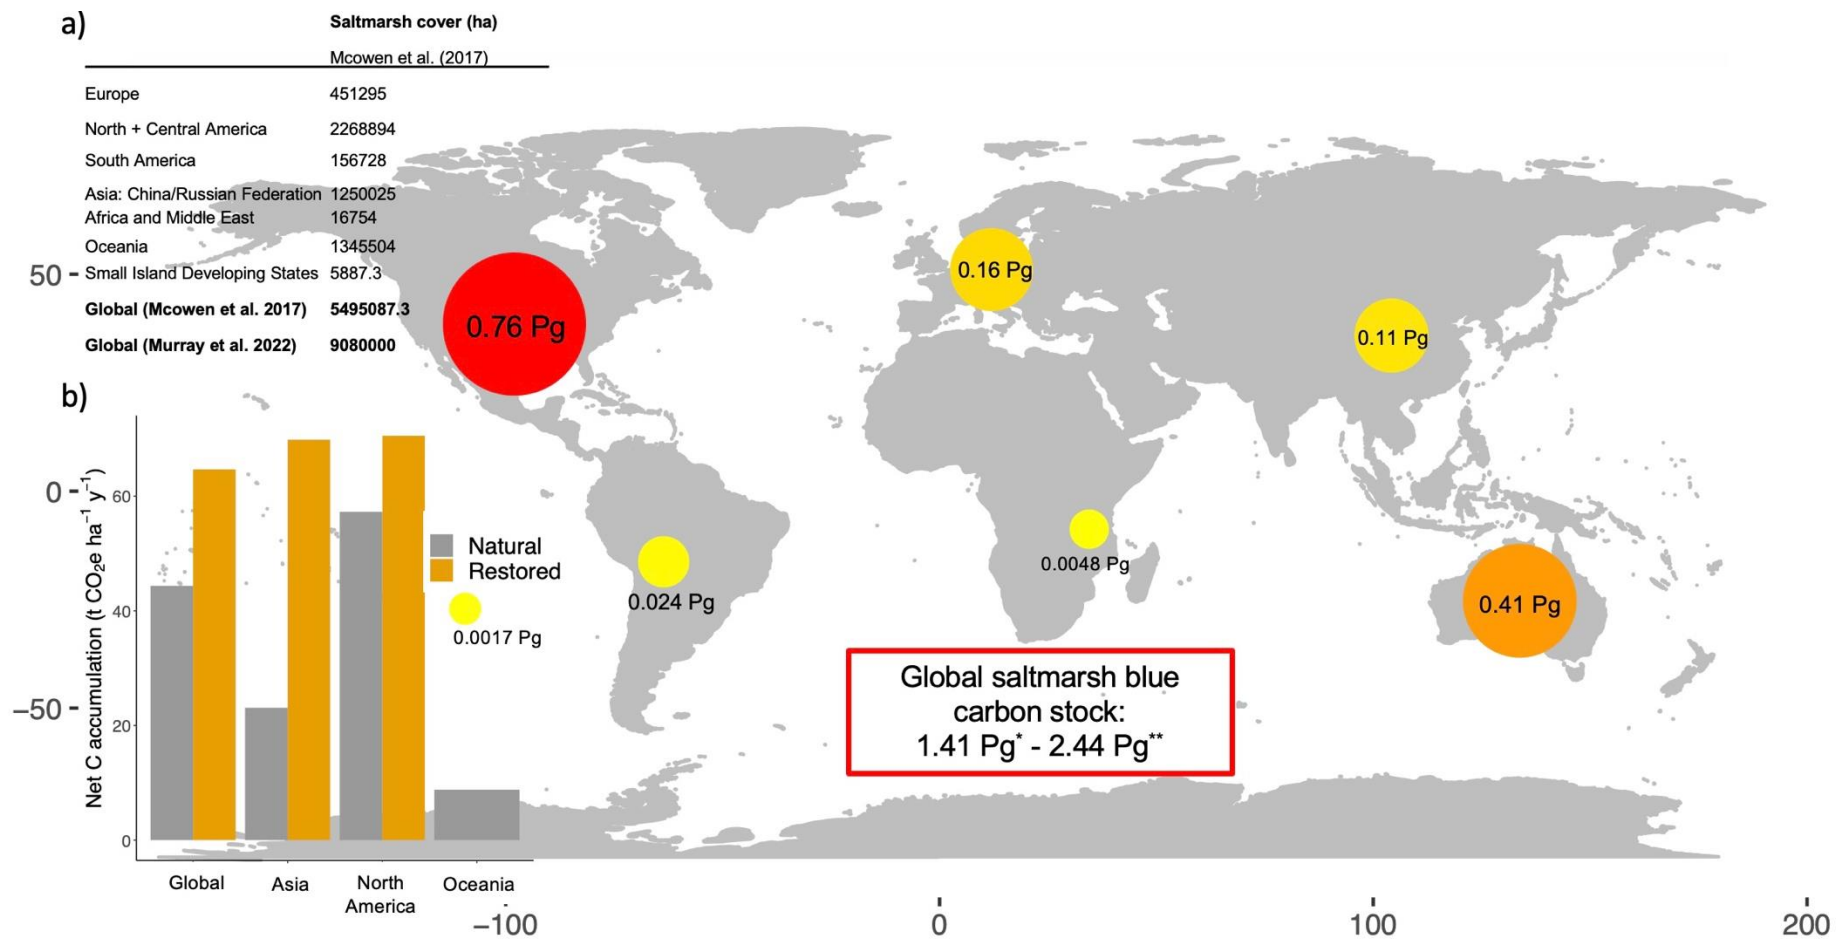 a)
Saltmarsh cover (ha)
Mcowen et al. (2017)
Europe 451295
North + Central America 2268894
South America 156728
Asia: China/Russian Federation 1250025
Africa and Middle East 16754
Oceania 1345504
Small Island Developing States 5887.3
Global (Mcowen et al. 2017) 5495087.3
Global (Murray et al. 2022) 9080000
50
0
−50
0.76 Pg
0.16 Pg
0.11 Pg
0.024 Pg
0.0048 Pg
0.41 Pg
0.0017 Pg
b)
Net C accumulation (t CO₂e ha⁻¹ y⁻¹)
60
40
20
0
Natural
Restored
Global
Asia
North
America
Oceania
Global saltmarsh blue
carbon stock:
1.41 Pg* - 2.44 Pg**
−100
0
100
200